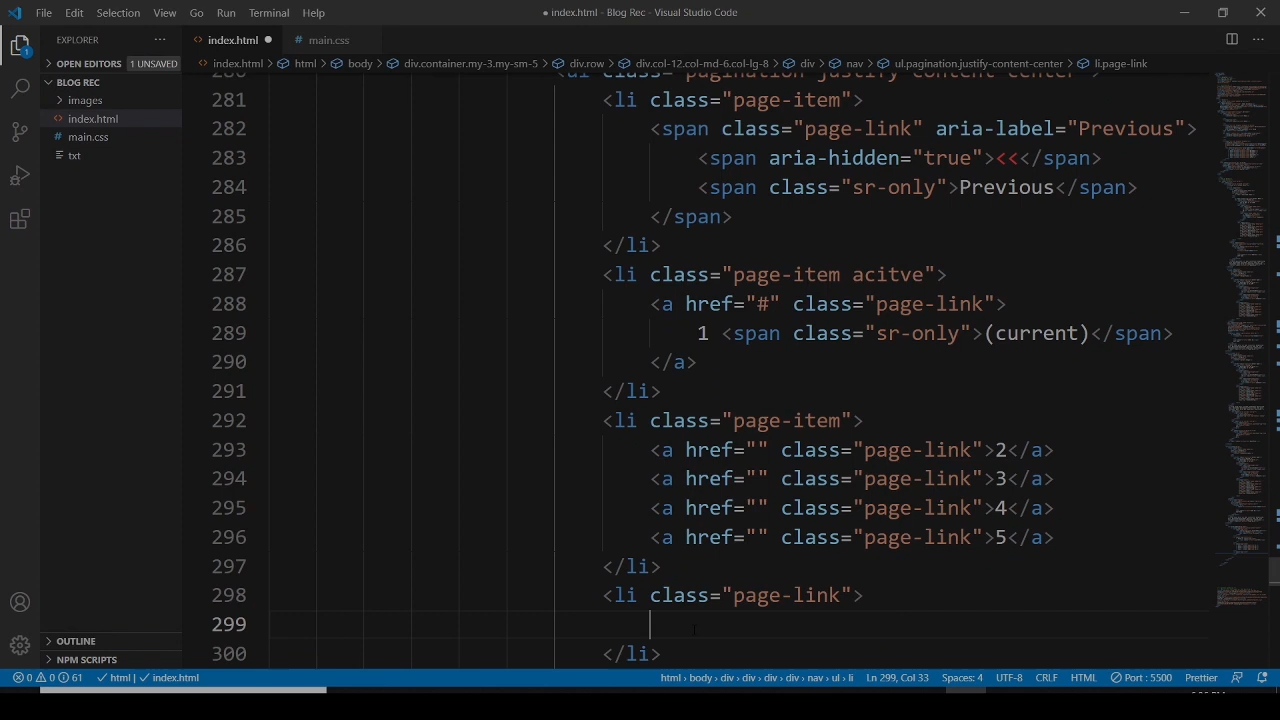 File Edit Selection View Go Run Terminal Help
● index.html - Blog Rec - Visual Studio Code
EXPLORER ···
<> index.html ●
# main.css
1
OPEN EDITORS 1 UNSAVED
<> index.html > html > body > div.container.my-3.my-sm-5 > div.row > div.col-12.col-md-6.col-lg-8 > div > nav > ul.pagination.justify-content-center > li.page-link
BLOG REC
> images
<> index.html
# main.css
txt
280 <ul class="pagination justify-content-center">
281 <li class="page-item">
282 <span class="page-link" aria-label="Previous">
283 <span aria-hidden="true"><<</span>
284 <span class="sr-only">Previous</span>
285 </span>
286 </li>
287 <li class="page-item acitve">
288 <a href="#" class="page-link">
289 1 <span class="sr-only">(current)</span>
290 </a>
291 </li>
292 <li class="page-item">
293 <a href="" class="page-link">2</a>
294 <a href="" class="page-link">3</a>
295 <a href="" class="page-link">4</a>
296 <a href="" class="page-link">5</a>
297 </li>
298 <li class="page-link">
299
300 </li>
> OUTLINE
> NPM SCRIPTS
0 0 61 ✓ html | ✓ index.html html › body › div › div › div › div › nav › ul › li Ln 299, Col 33 Spaces: 4 UTF-8 CRLF HTML Port : 5500 Prettier